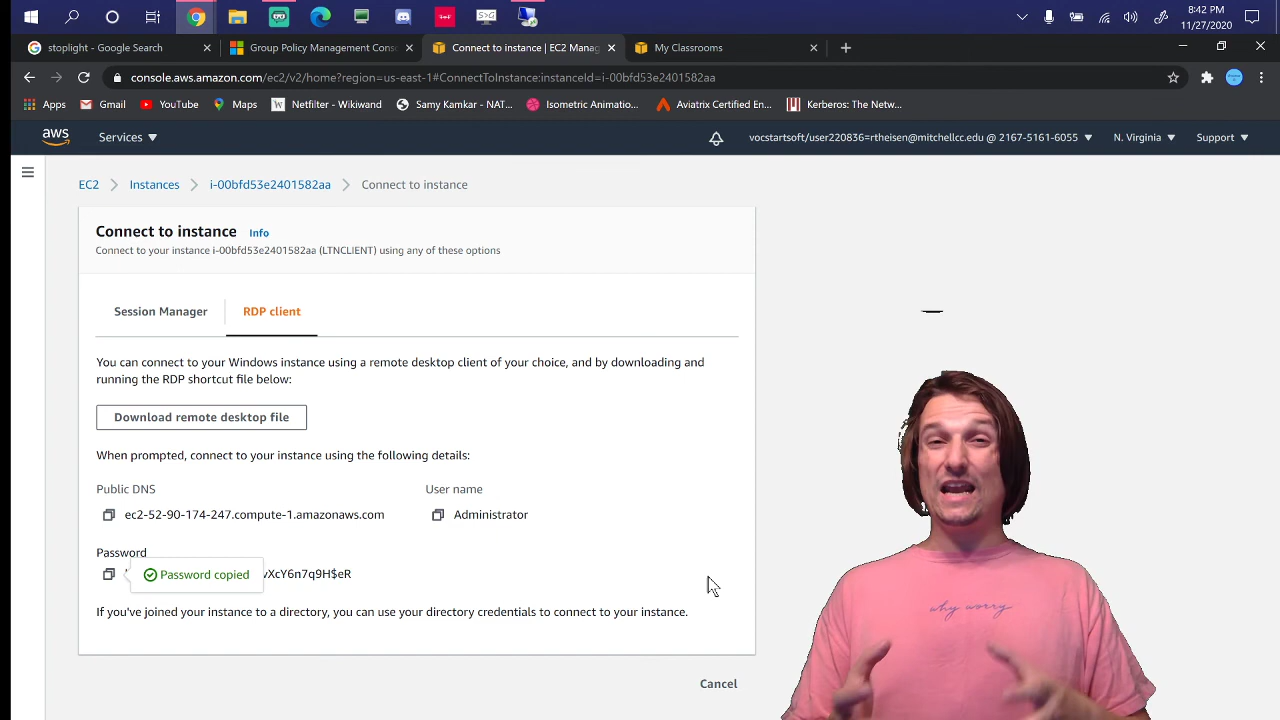 8:42 PM
11/27/2020
stoplight - Google Search
Group Policy Management Cons
Connect to instance | EC2 Manag
My Classrooms
console.aws.amazon.com/ec2/v2/home?region=us-east-1#ConnectToInstance:instanceId=i-00bfd53e2401582aa
Apps
Gmail
YouTube
Maps
Netfilter - Wikiwand
Samy Kamkar - NAT...
Isometric Animatio...
Aviatrix Certified En...
Kerberos: The Netw...
aws
Services
vocstartsoft/user220836=rtheisen@mitchellcc.edu @ 2167-5161-6055
N. Virginia
Support
EC2
Instances
i-00bfd53e2401582aa
Connect to instance
Connect to instance Info
Connect to your instance i-00bfd53e2401582aa (LTNCLIENT) using any of these options
Session Manager
RDP client
You can connect to your Windows instance using a remote desktop client of your choice, and by downloading and
running the RDP shortcut file below:
Download remote desktop file
When prompted, connect to your instance using the following details:
Public DNS
User name
ec2-52-90-174-247.compute-1.amazonaws.com
Administrator
Password
Password copied
vXcY6n7q9H$eR
If you've joined your instance to a directory, you can use your directory credentials to connect to your instance.
Cancel
why worry